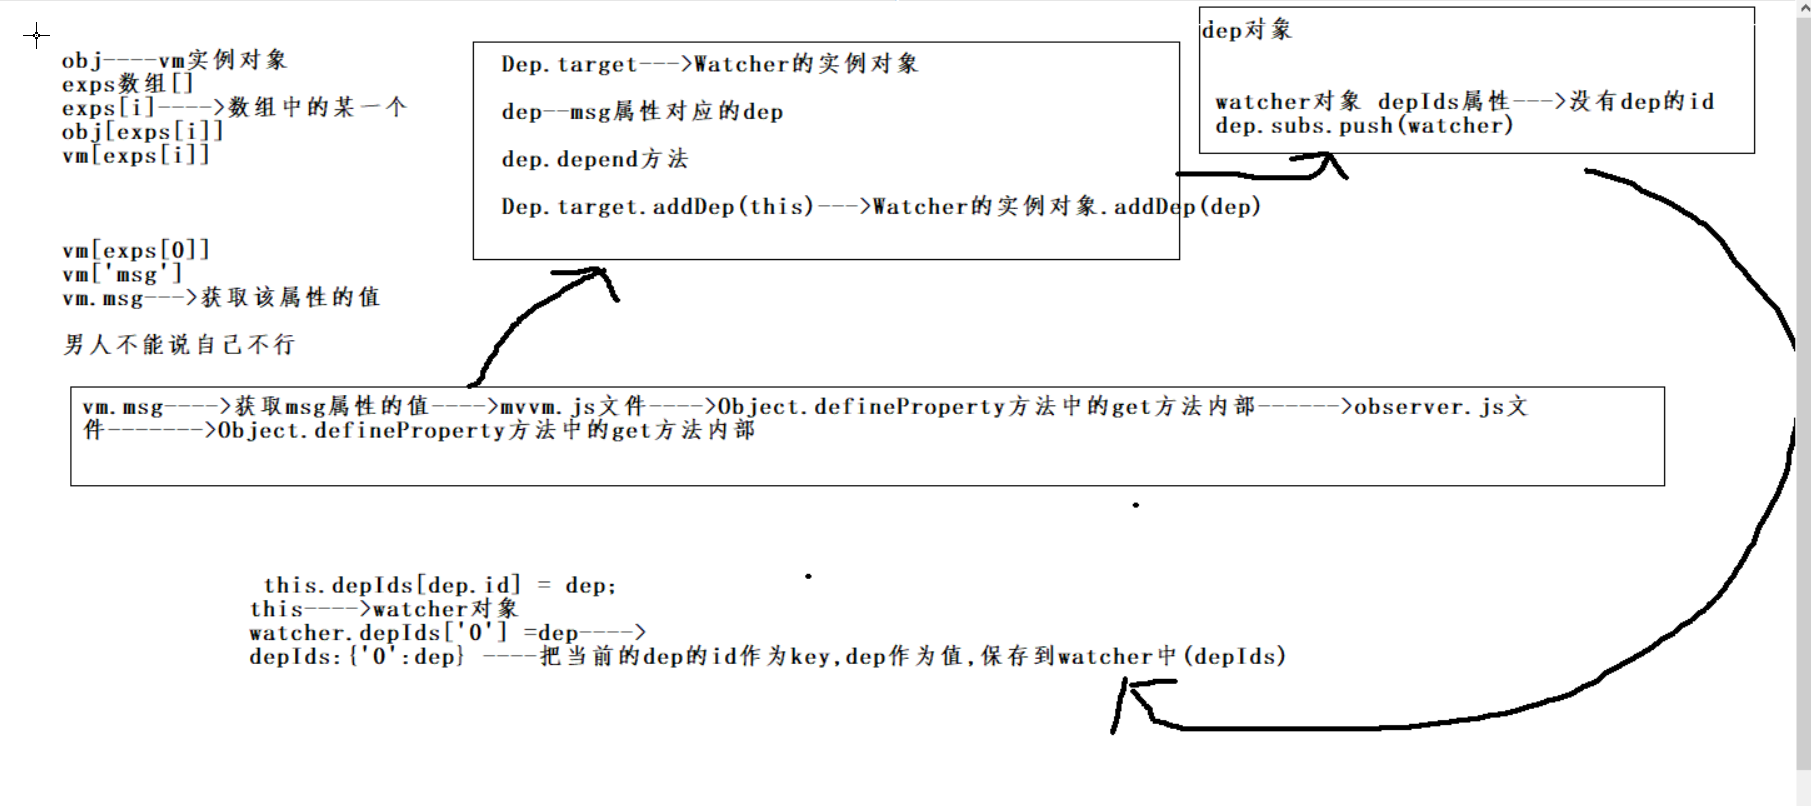 obj----vm实例对象
exps数组[]
exps[i]---->数组中的某一个
obj[exps[i]]
vm[exps[i]]
vm[exps[0]]
vm['msg']
vm.msg--->获取该属性的值
男人不能说自己不行
Dep.target--->Watcher的实例对象
dep--msg属性对应的dep
dep.depend方法
Dep.target.addDep(this)--->Watcher的实例对象.addDep(dep)
dep对象
watcher对象 depIds属性--->没有dep的id
dep.subs.push(watcher)
vm.msg---->获取msg属性的值---->mvvm.js文件---->Object.defineProperty方法中的get方法内部------>observer.js文
件------->Object.defineProperty方法中的get方法内部
this.depIds[dep.id] = dep;
this---->watcher对象
watcher.depIds['0'] =dep---->
depIds:{'0':dep} ----把当前的dep的id作为key,dep作为值,保存到watcher中(depIds)